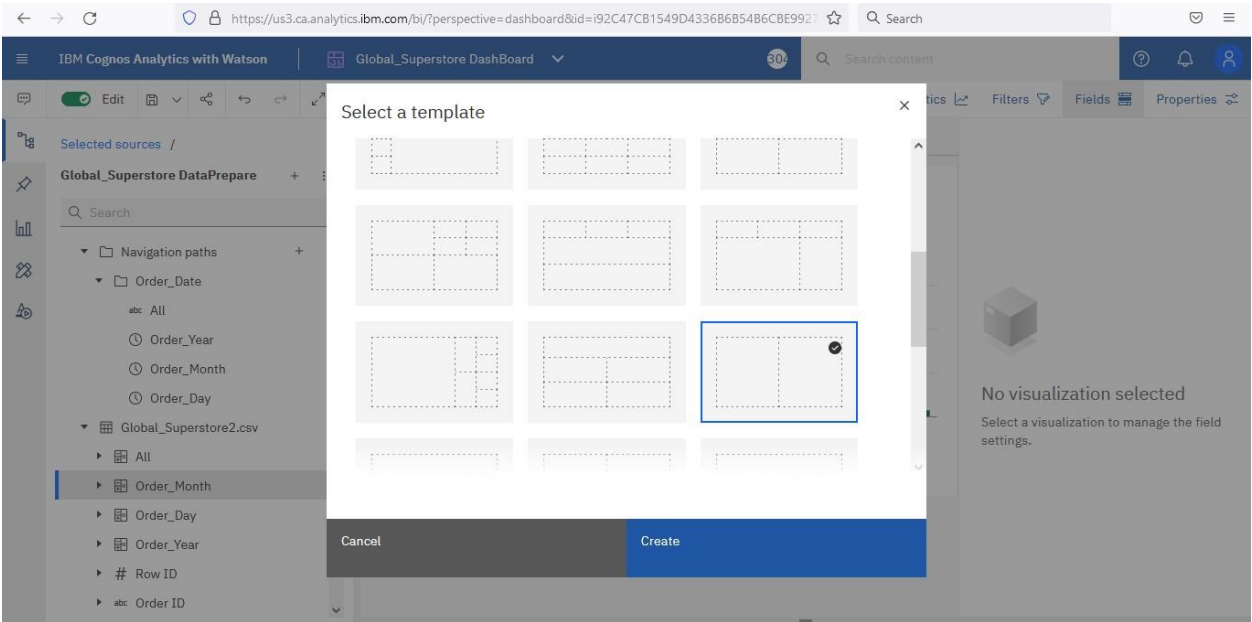 https://us3.ca.analytics.ibm.com/bi/?perspective=dashboard&id=i92C47CB1549D4336B6B54B6CBE9927
Search
IBM Cognos Analytics with Watson
Global_Superstore DashBoard
304
Search content
Edit
tics
Filters
Fields
Properties
Select a template
Selected sources /
Global_Superstore DataPrepare
Search
Navigation paths
Order_Date
abc All
Order_Year
Order_Month
Order_Day
Global_Superstore2.csv
All
Order_Month
Order_Day
Order_Year
# Row ID
abc Order ID
No visualization selected
Select a visualization to manage the field
settings.
Cancel
Create